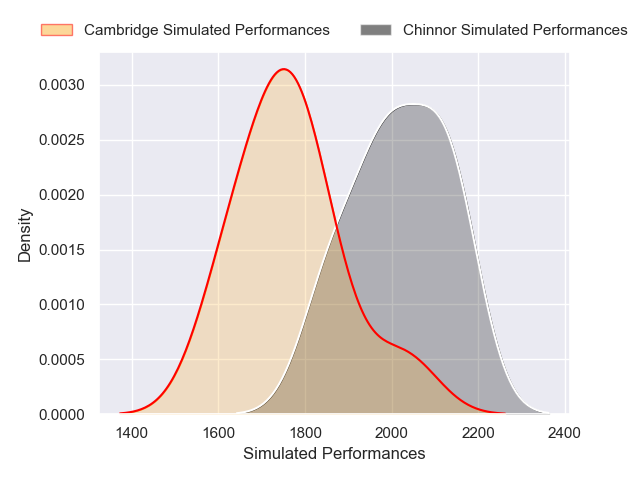 Cambridge Simulated Performances Chinnor Simulated Performances
0.0030
0.0025
0.0020
0.0015
0.0010
0.0005
0.0000
Density
1400 1600 1800 2000 2200 2400
Simulated Performances